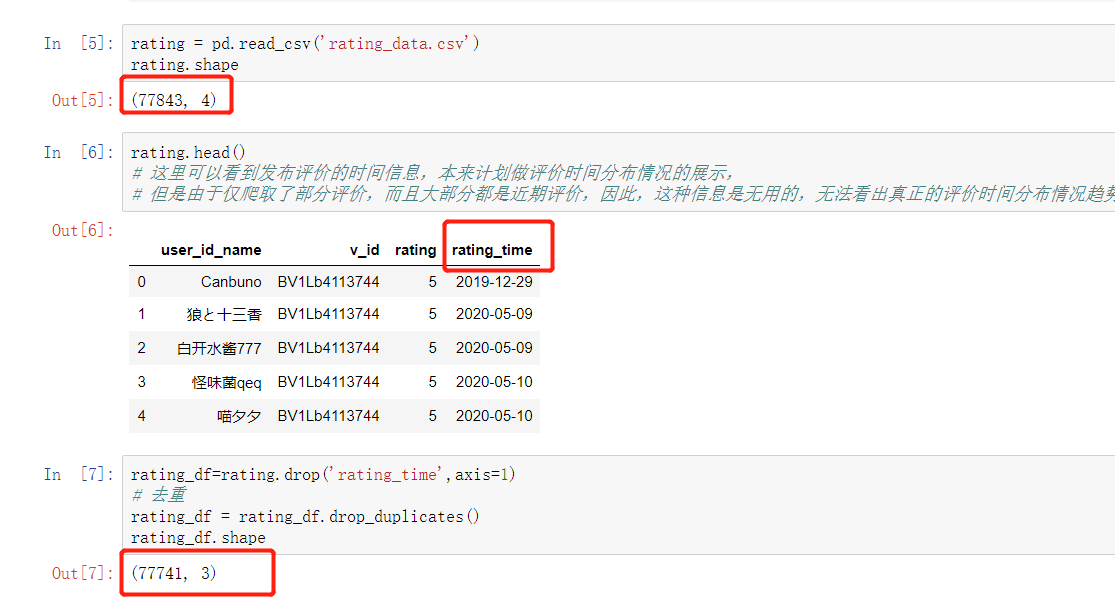 In [5]: rating = pd.read_csv('rating_data.csv')
rating.shape
Out[5]: (77843, 4)
In [6]: rating.head()
# 这里可以看到发布评价的时间信息，本来计划做评价时间分布情况的展示，
# 但是由于仅爬取了部分评价，而且大部分都是近期评价，因此，这种信息是无用的，无法看出真正的评价时间分布情况趋势
Out[6]:
user_id_name v_id rating rating_time
0 Canbuno BV1Lb4113744 5 2019-12-29
1 狼と十三香 BV1Lb4113744 5 2020-05-09
2 白开水酱777 BV1Lb4113744 5 2020-05-09
3 怪味菌qeq BV1Lb4113744 5 2020-05-10
4 喵夕夕 BV1Lb4113744 5 2020-05-10
In [7]: rating_df=rating.drop('rating_time',axis=1)
# 去重
rating_df = rating_df.drop_duplicates()
rating_df.shape
Out[7]: (77741, 3)